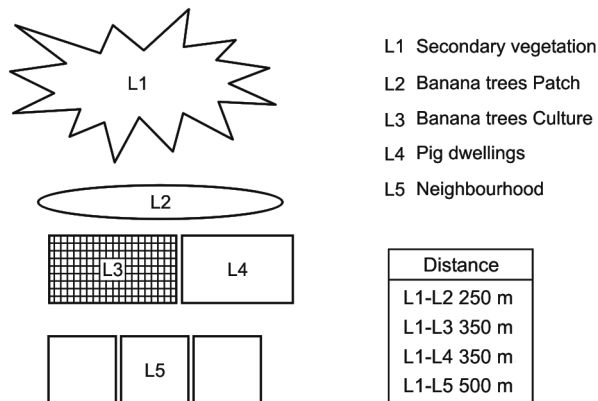 L1
L2
L3
L4
L5
L1 Secondary vegetation
L2 Banana trees Patch
L3 Banana trees Culture
L4 Pig dwellings
L5 Neighbourhood
Distance
L1-L2 250 m
L1-L3 350 m
L1-L4 350 m
L1-L5 500 m